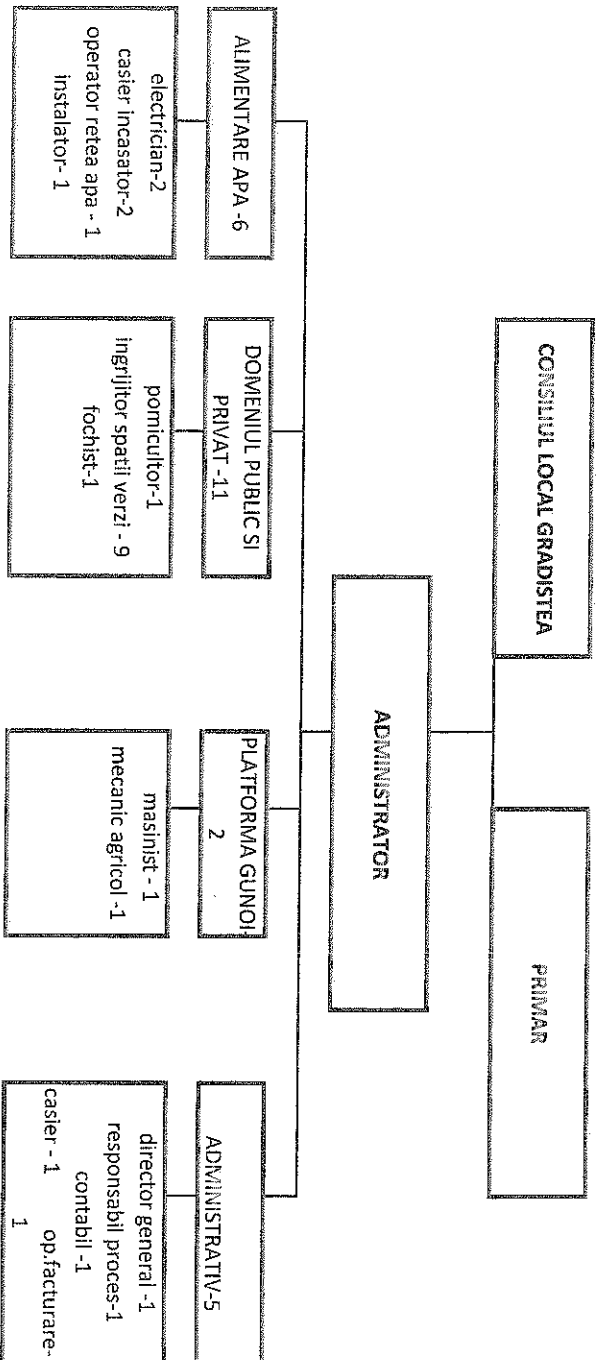 CONSILIUL LOCAL GRADISTEA
PRIMAR
ADMINISTRATOR
ALIMENTARE APA -6
DOMENIUL PUBLIC SI
PRIVAT -11
PLATFORMA GUNOI-
2
ADMINISTRATIV-5
electrician-2
casier incasator-2
operator retea apa - 1
instalator- 1
pomicultor-1
ingrijitor spatii verzi - 9
fochist-1
masinist - 1
mecanic agricol -1
director general -1
responsabil proces-1
contabil -1
casier - 1 op.facturare-
1